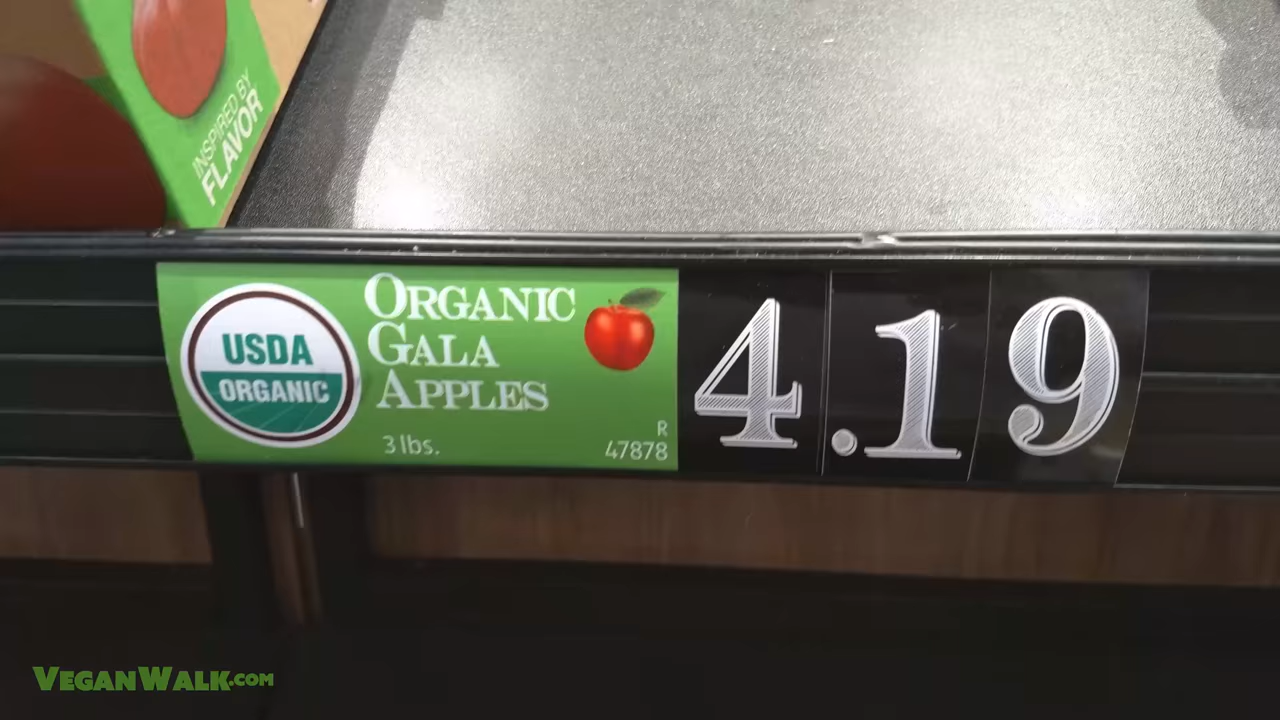 INSPIRED BY
FLAVOR
USDA
ORGANIC
ORGANIC
GALA
APPLES
3 lbs.
R
47878
4.19
VEGANWALK.COM